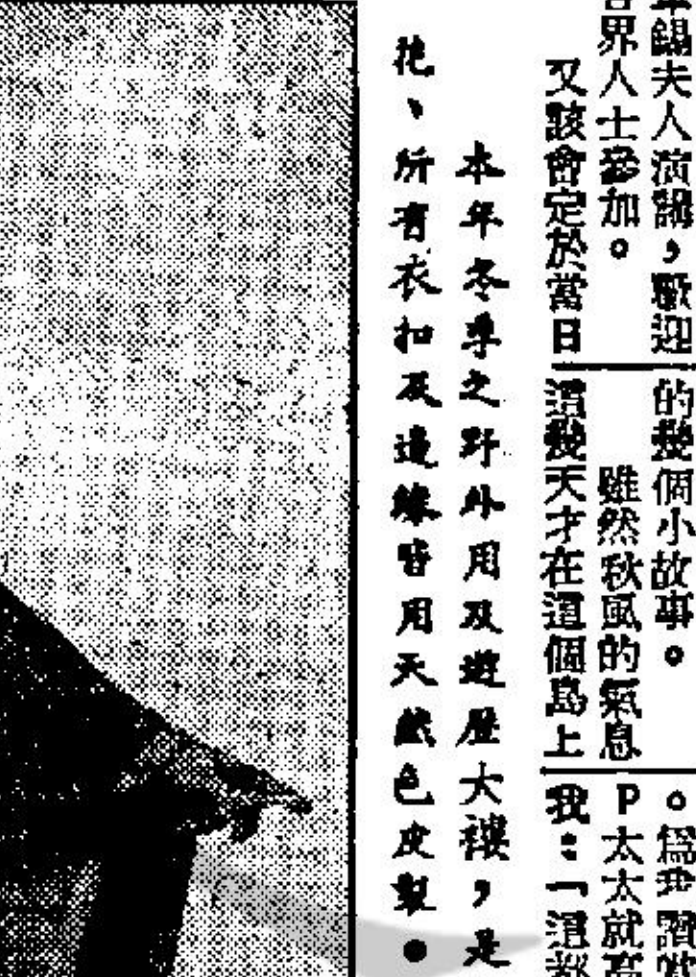 錫夫人演講，歡迎
界人士參加。
又該會定於當日
的幾個小故事。
雖然秋風的氣息
這幾天才在這個島上
。為我
P太太就
我：「這
本年冬季之野外用及遊歷大褸，是
所有衣扣及邊緣皆用天鵝色皮製。